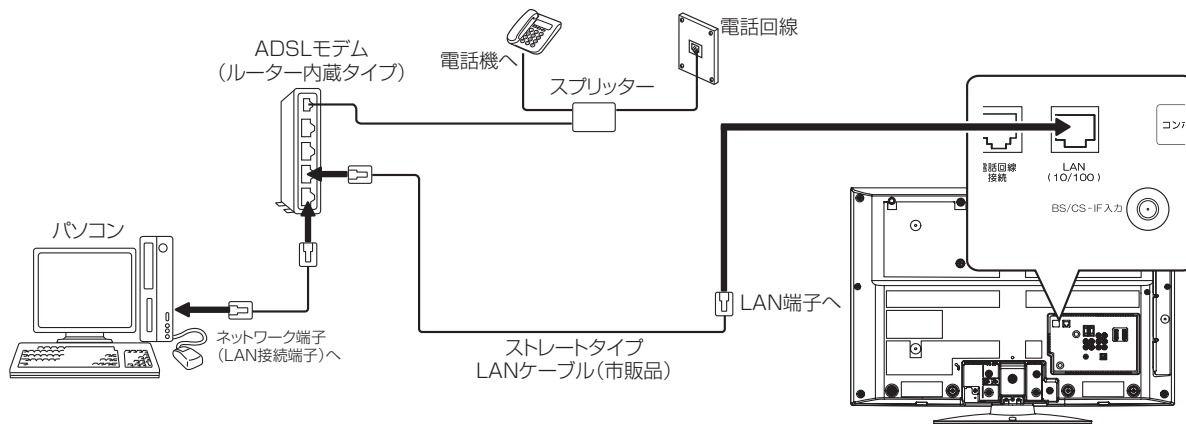 ADSLモデム
（ルーター内蔵タイプ）
電話機へ
電話回線
スプリッター
電話回線
接続
LAN
（10/100）
コンポ
BS/CS-IF入力
パソコン
ネットワーク端子
（LAN接続端子）へ
LAN端子へ
ストレートタイプ
LANケーブル（市販品）